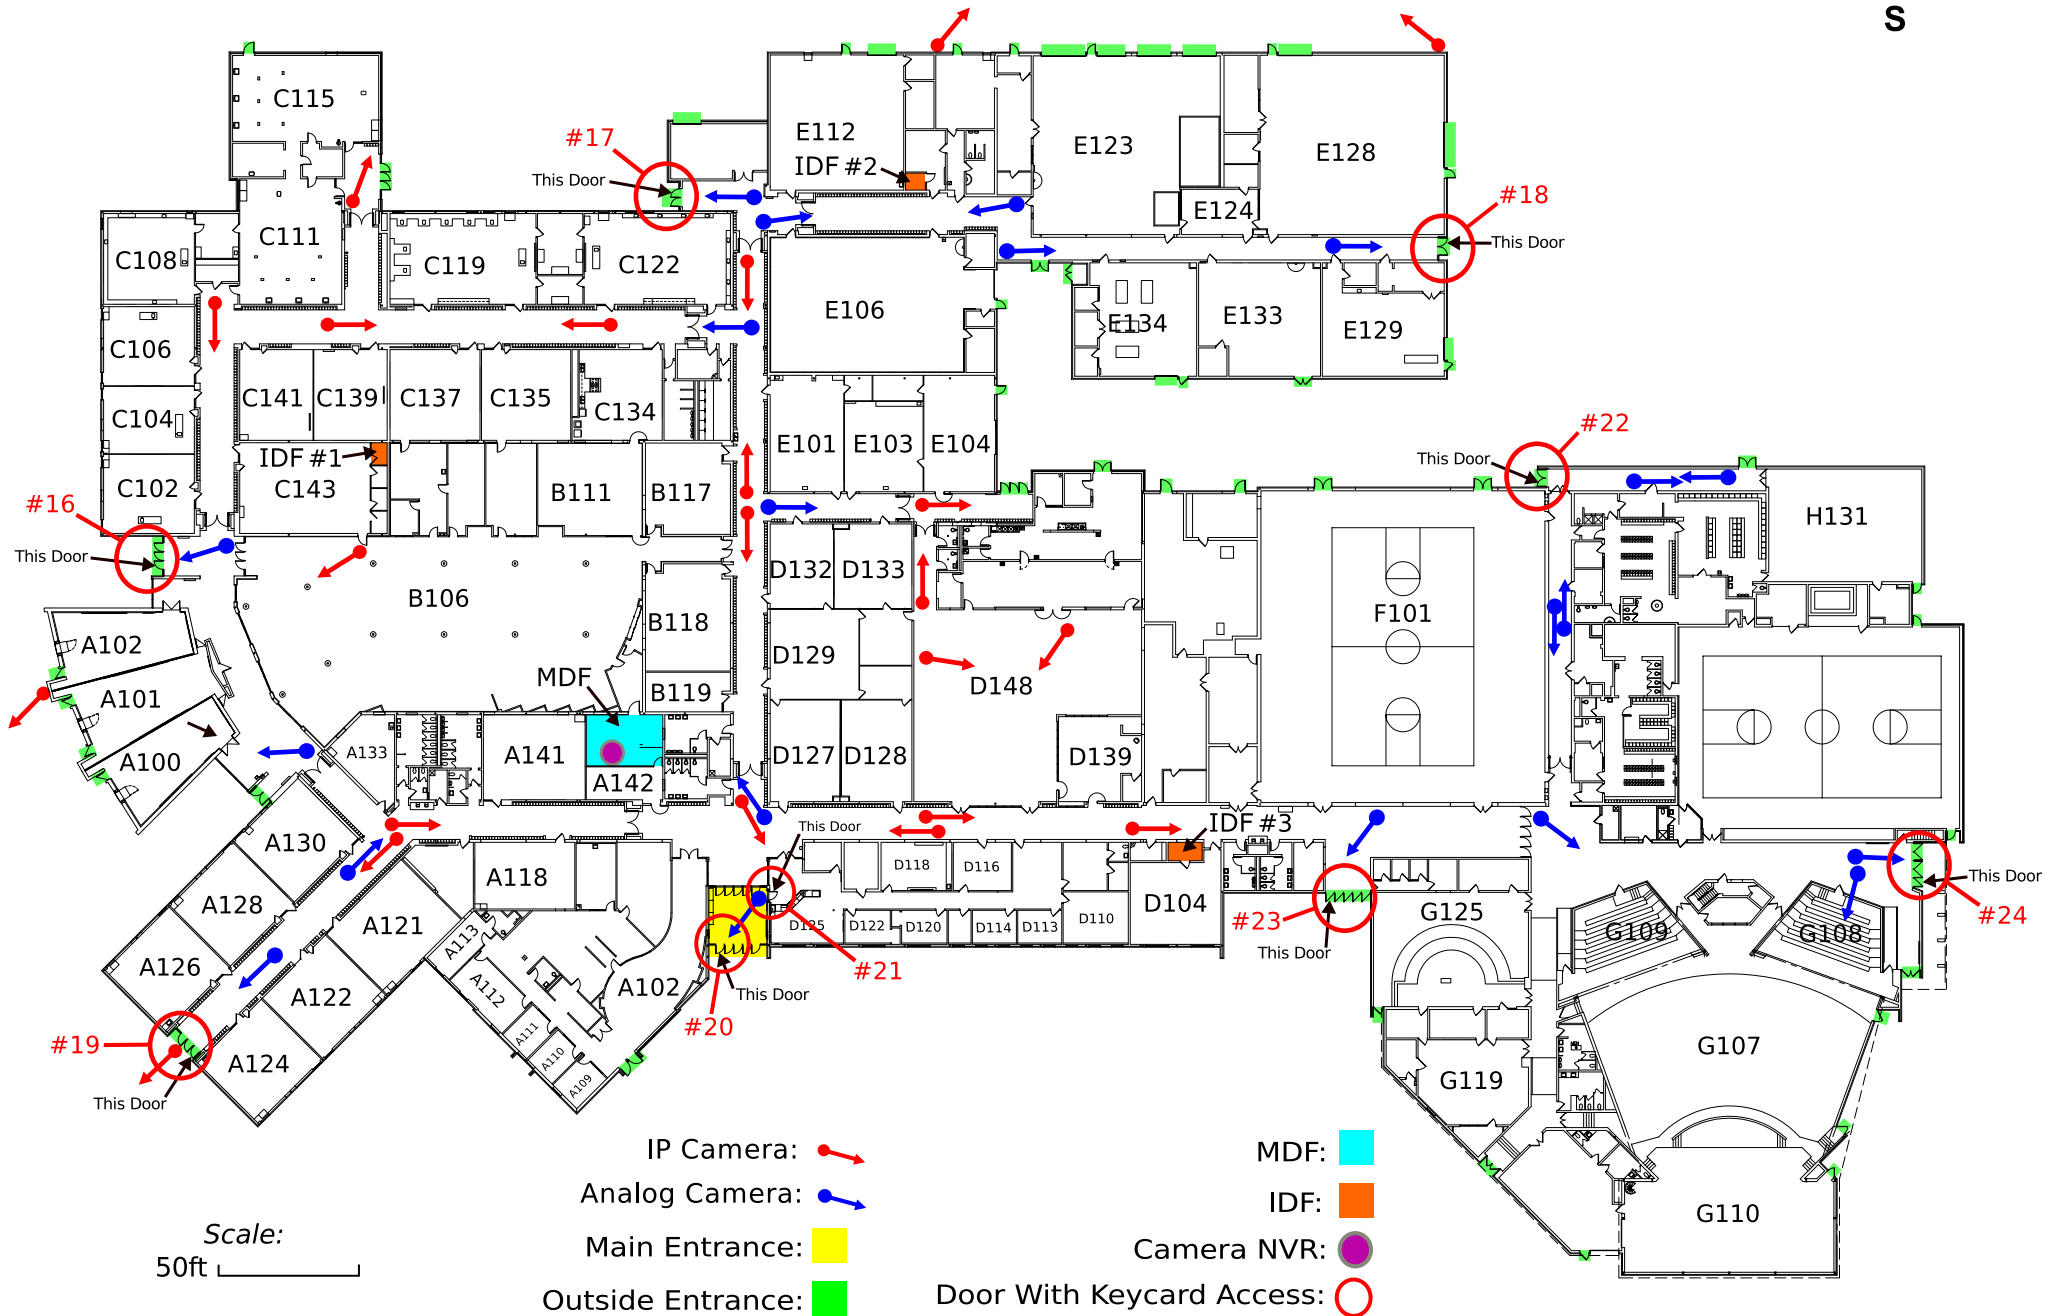 S
C115
#17
This Door
E112
IDF #2
E123
E128
E124
#18
This Door
C108
C111
C119
C122
E106
E134
E133
E129
C106
C141
C139
C137
C135
C134
C104
E101
E103
E104
#22
This Door
IDF #1
C143
C102
B111
B117
H131
#16
This Door
D132
D133
B106
F101
A102
B118
D129
MDF
A101
B119
D148
A133
A141
A142
D127
D128
D139
A100
This Door
IDF #3
A130
A118
D118
D116
D104
#23
This Door
G125
#24
This Door
A128
A121
A113
D125
D122
D120
D114
D113
D110
G109
G108
A126
A122
A112
A102
#21
This Door
#20
#19
This Door
A124
A111
A110
A109
G107
G119
G110
IP Camera:
Analog Camera:
Main Entrance:
Outside Entrance:
MDF:
IDF:
Camera NVR:
Door With Keycard Access:
Scale:
50ft